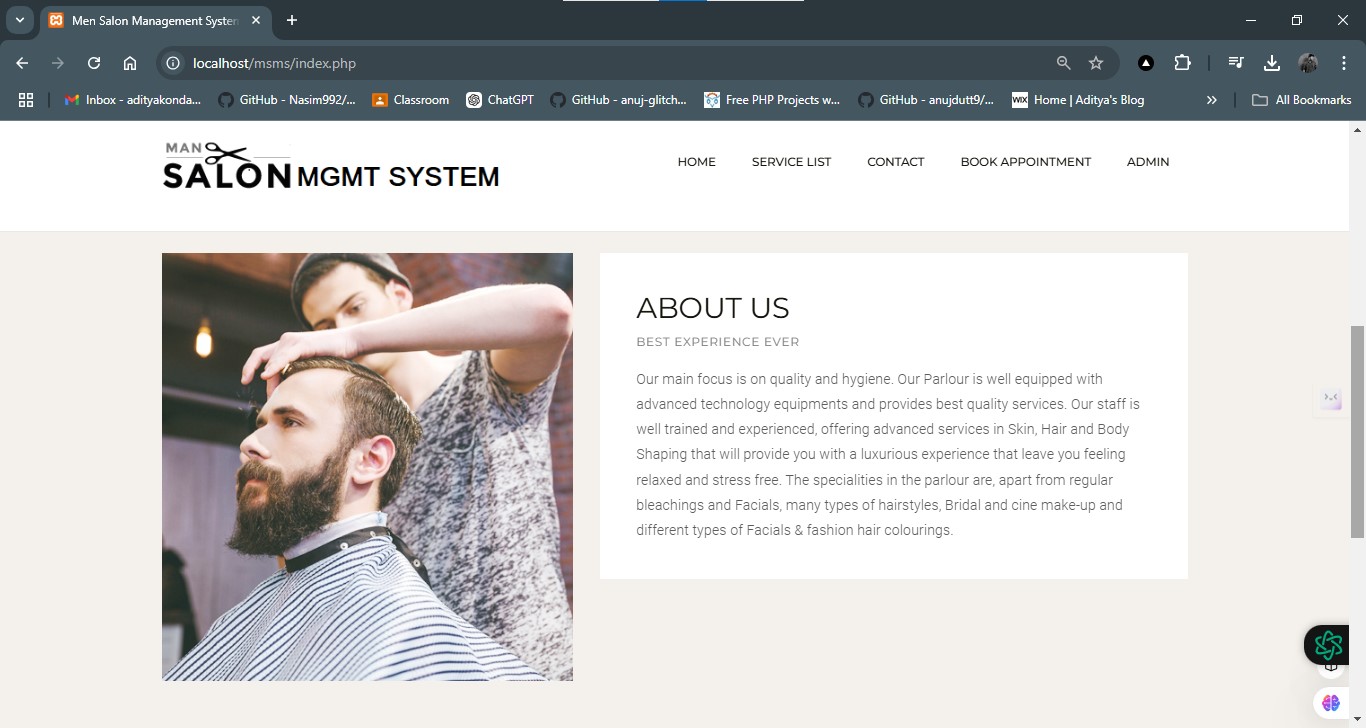 Men Salon Management System
localhost/msms/index.php
Inbox - adityakonda...
GitHub - Nasim992/...
Classroom
ChatGPT
GitHub - anuj-glitch...
Free PHP Projects w...
GitHub - anujdutt9/...
WIX
Home | Aditya's Blog
»
All Bookmarks
MAN
SALON MGMT SYSTEM
HOME
SERVICE LIST
CONTACT
BOOK APPOINTMENT
ADMIN
ABOUT US
BEST EXPERIENCE EVER
Our main focus is on quality and hygiene. Our Parlour is well equipped with
advanced technology equipments and provides best quality services. Our staff is
well trained and experienced, offering advanced services in Skin, Hair and Body
Shaping that will provide you with a luxurious experience that leave you feeling
relaxed and stress free. The specialities in the parlour are, apart from regular
bleachings and Facials, many types of hairstyles, Bridal and cine make-up and
different types of Facials & fashion hair colourings.